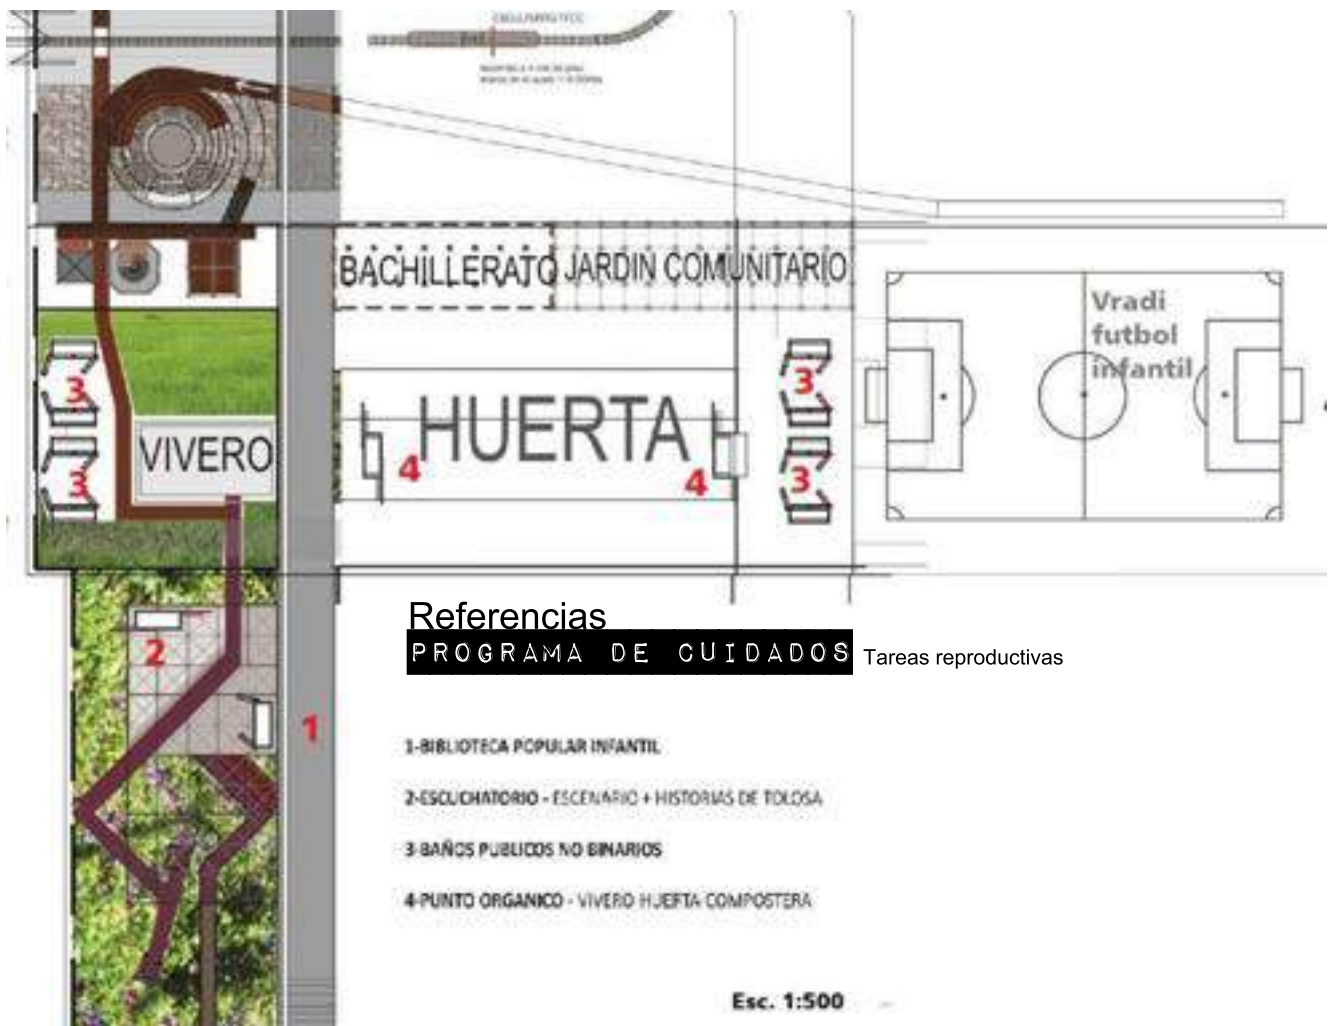 BACHILLERATO
JARDIN COMUNITARIO
Vradi
futbol
infantil
3
3
HUERTA
VIVERO
4
4
3
3
Referencias
PROGRAMA DE CUIDADOS Tareas reproductivas
2
1
1-BIBLIOTECA POPULAR INFANTIL
2-ESCUCHATORIO - ESCENARIO + HISTORIAS DE TOLOSA
3-BAÑOS PUBLICOS NO BINARIOS
4-PUNTO ORGANICO - VIVERO HUERTA COMPOSTERA
Esc. 1:500